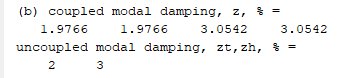 (b) coupled modal damping, z, % =
1.9766 1.9766 3.0542 3.0542
uncoupled modal damping, zt,zh, % =
2 3